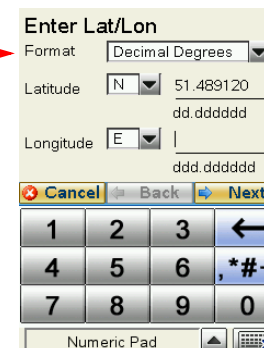 Enter Lat/Lon
Format Decimal Degrees
Latitude N 51.489120
dd.dddddd
Longitude E
ddd.dddddd
Cancel Back Next
1 2 3 ←
4 5 6 ,*#-
7 8 9 0
Numeric Pad